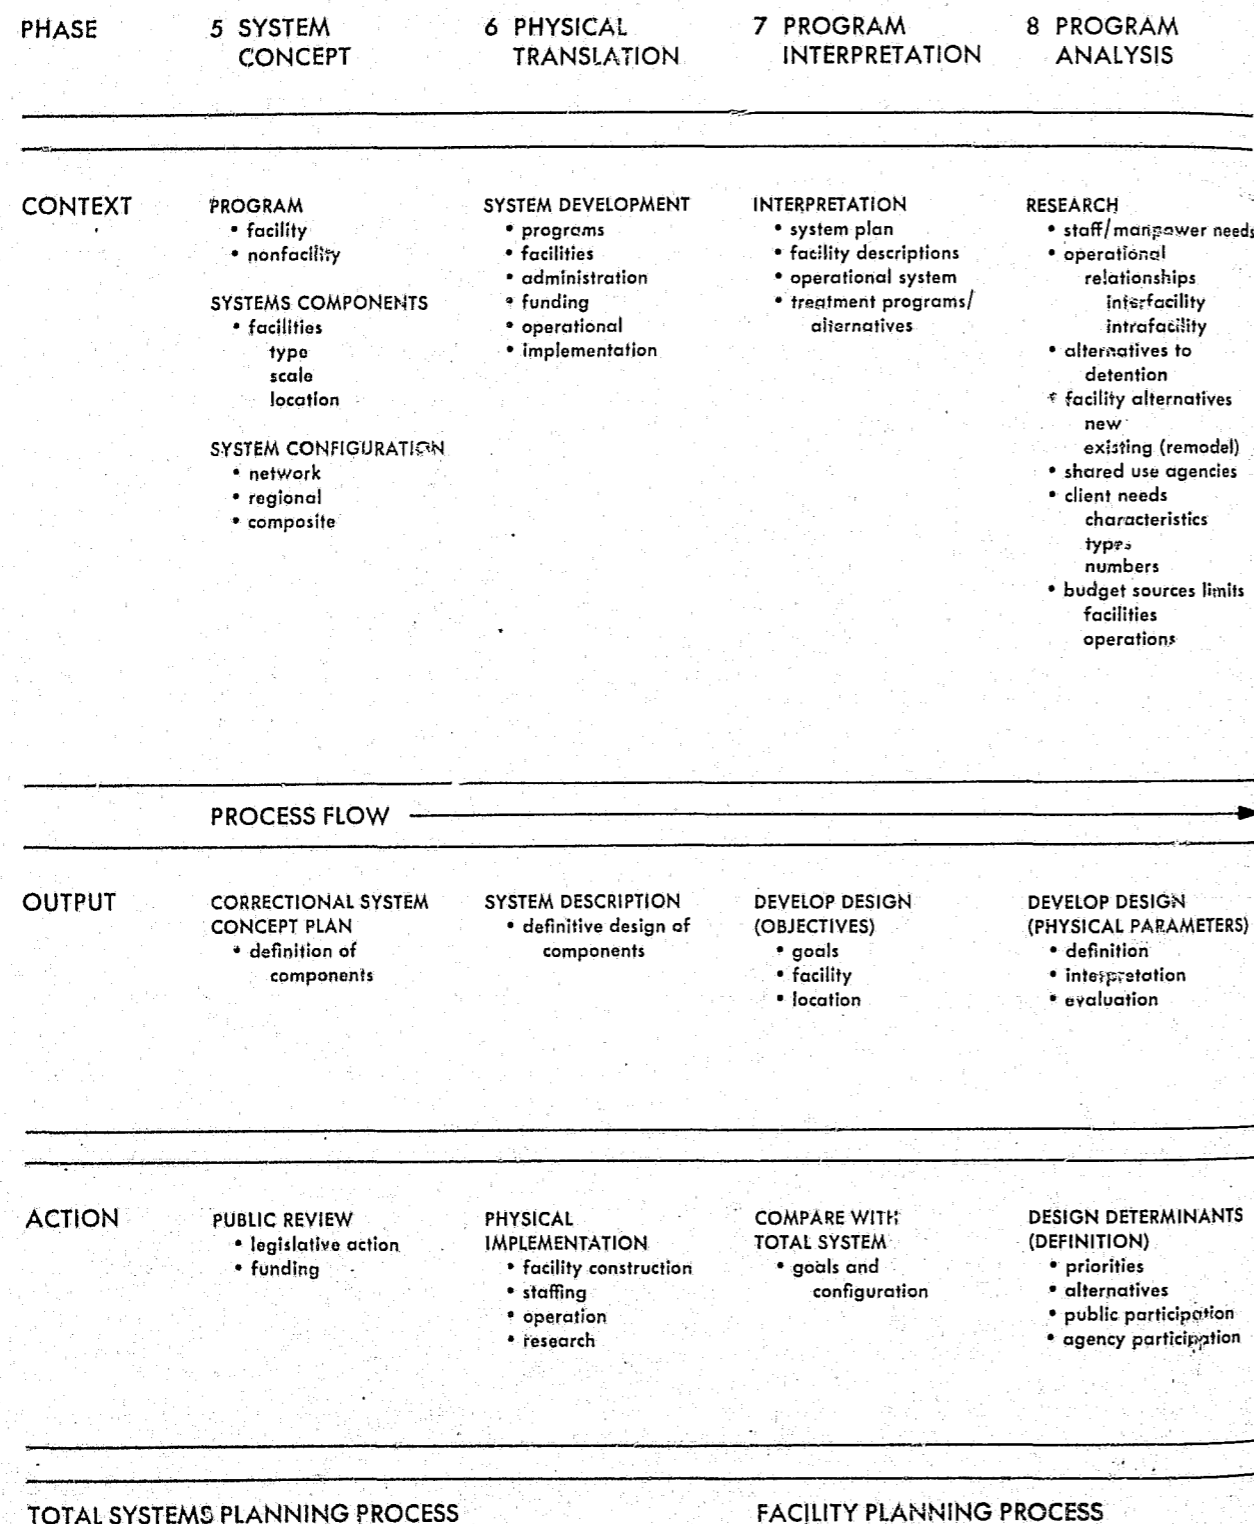 PHASE
5 SYSTEM
CONCEPT
6 PHYSICAL
TRANSLATION
7 PROGRAM
INTERPRETATION
8 PROGRAM
ANALYSIS
CONTEXT
PROGRAM
• facility
• nonfacility
SYSTEMS COMPONENTS
• facilities
type
scale
location
SYSTEM CONFIGURATION
• network
• regional
• composite
SYSTEM DEVELOPMENT
• programs
• facilities
• administration
• funding
• operational
• implementation
INTERPRETATION
• system plan
• facility descriptions
• operational system
• treatment programs/
alternatives
RESEARCH
• staff/manpower needs
• operational
relationships
interfacility
intrafacility
• alternatives to
detention
• facility alternatives
new
existing (remodel)
• shared use agencies
• client needs
characteristics
types
numbers
• budget sources limits
facilities
operations
PROCESS FLOW
OUTPUT
CORRECTIONAL SYSTEM
CONCEPT PLAN
• definition of
components
SYSTEM DESCRIPTION
• definitive design of
components
DEVELOP DESIGN
(OBJECTIVES)
• goals
• facility
• location
DEVELOP DESIGN
(PHYSICAL PARAMETERS)
• definition
• interpretation
• evaluation
ACTION
PUBLIC REVIEW
• legislative action
• funding
PHYSICAL
IMPLEMENTATION
• facility construction
• staffing
• operation
• research
COMPARE WITH
TOTAL SYSTEM
• goals and
configuration
DESIGN DETERMINANTS
(DEFINITION)
• priorities
• alternatives
• public participation
• agency participation
TOTAL SYSTEMS PLANNING PROCESS
FACILITY PLANNING PROCESS